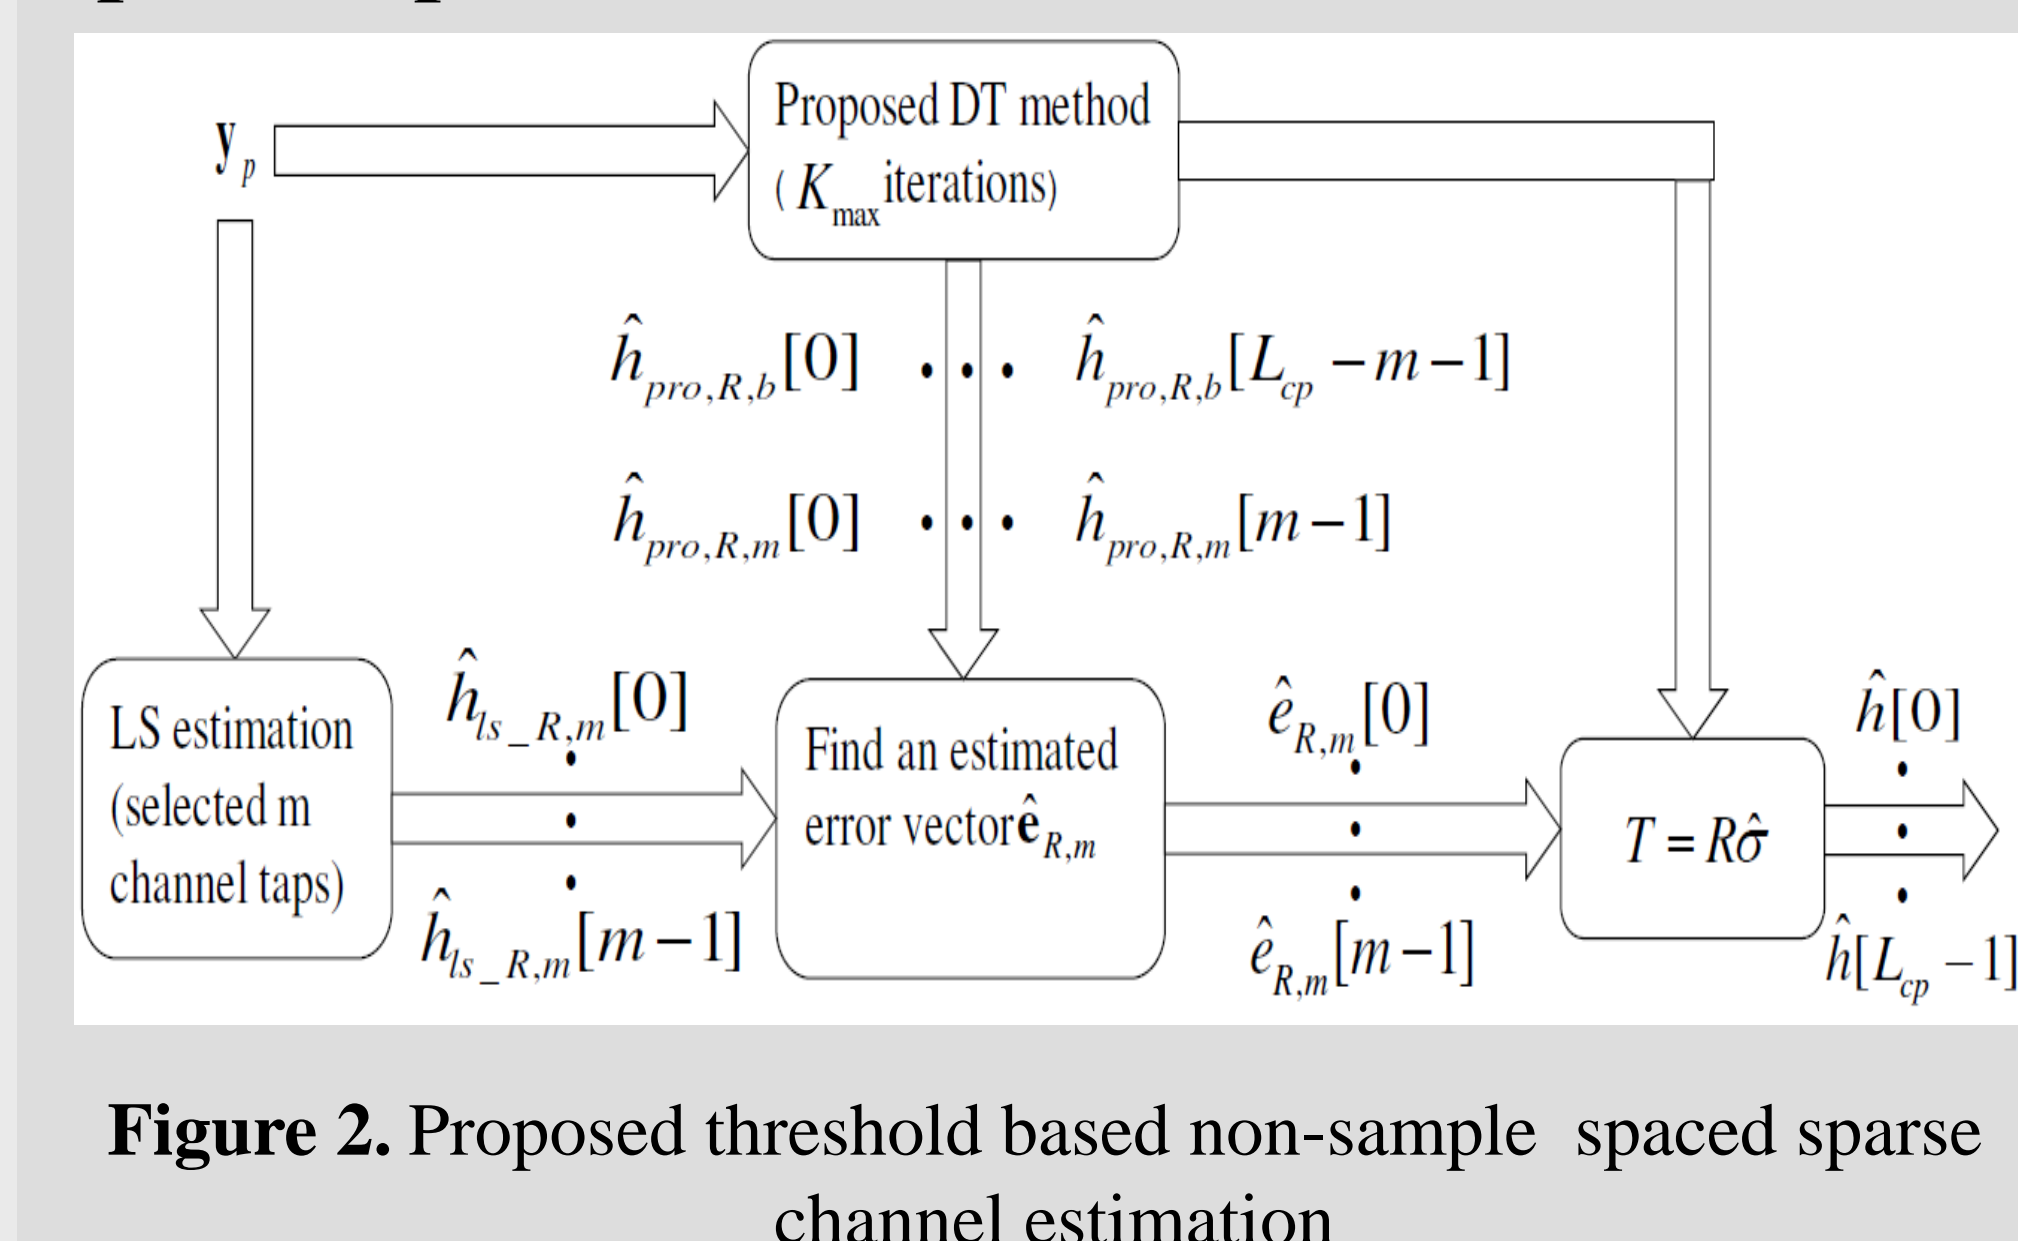 y_p
Proposed DT method
( K_max iterations)
ĥ_pro,R,b[0] • • • ĥ_pro,R,b[L_cp − m − 1]
ĥ_pro,R,m[0] • • • ĥ_pro,R,m[m − 1]
LS estimation
(selected m
channel taps)
ĥ_ls_R,m[0]
•
•
•
ĥ_ls_R,m[m − 1]
Find an estimated
error vector ê_R,m
ê_R,m[0]
•
•
•
ê_R,m[m − 1]
T = Rσ̂
ĥ[0]
•
•
•
ĥ[L_cp − 1]
Figure 2. Proposed threshold based non-sample spaced sparse
channel estimation